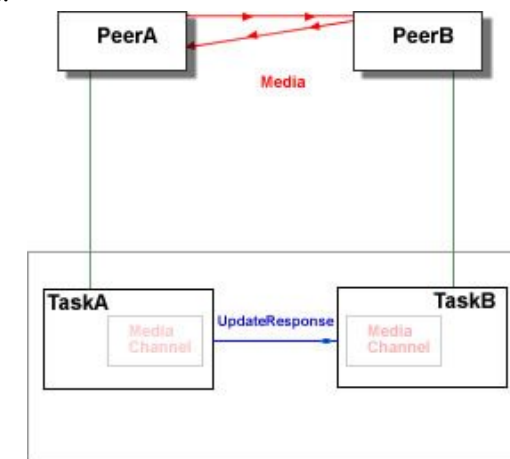 PeerA
PeerB
Media
TaskA
TaskB
UpdateResponse
Media
Channel
Media
Channel